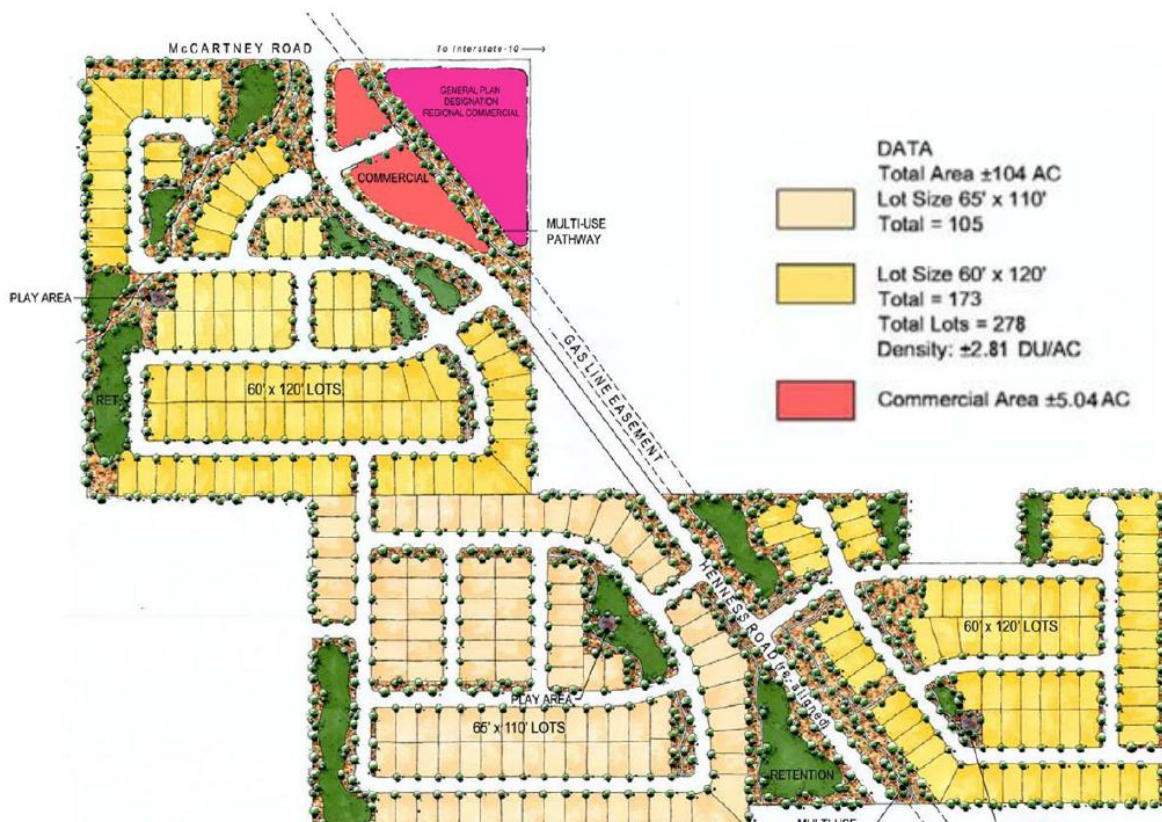 McCARTNEY ROAD
To Interstate-10
GENERAL PLAN
DESIGNATION
REGIONAL COMMERCIAL
COMMERCIAL
MULTI-USE
PATHWAY
PLAY AREA
GAS LINE EASEMENT
RET.
60' x 120' LOTS
HENNESS ROAD (re-aligned)
60' x 120' LOTS
PLAY AREA
65' x 110' LOTS
RETENTION
MULTI-USE
DATA
Total Area ±104 AC
Lot Size 65' x 110'
Total = 105
Lot Size 60' x 120'
Total = 173
Total Lots = 278
Density: ±2.81 DU/AC
Commercial Area ±5.04 AC